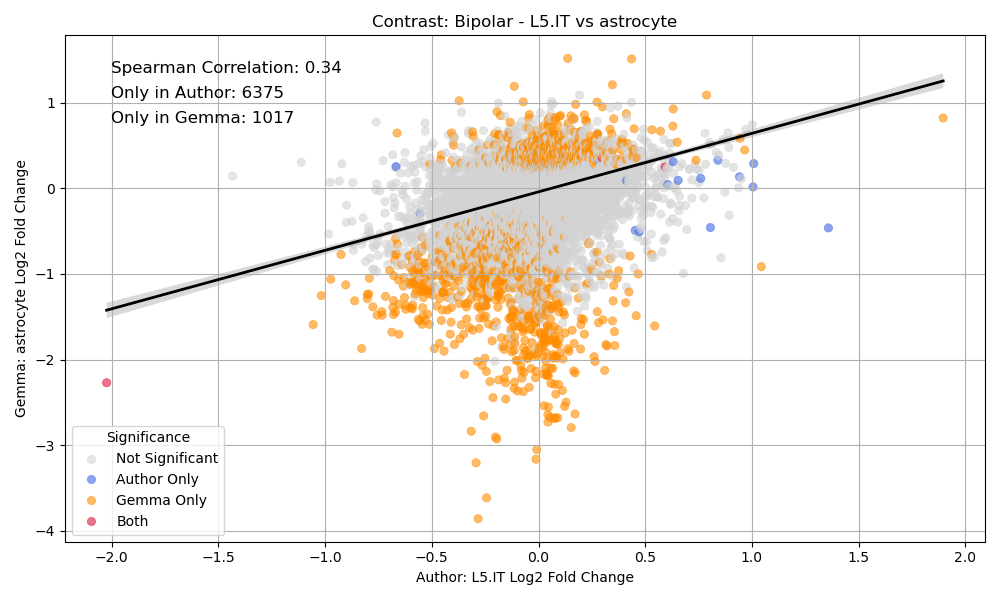 Contrast: Bipolar - L5.IT vs astrocyte
Spearman Correlation: 0.34
Only in Author: 6375
Only in Gemma: 1017
Gemma: astrocyte Log2 Fold Change
1
0
−1
−2
−3
−4
Significance
Not Significant
Author Only
Gemma Only
Both
−2.0 −1.5 −1.0 −0.5 0.0 0.5 1.0 1.5 2.0
Author: L5.IT Log2 Fold Change